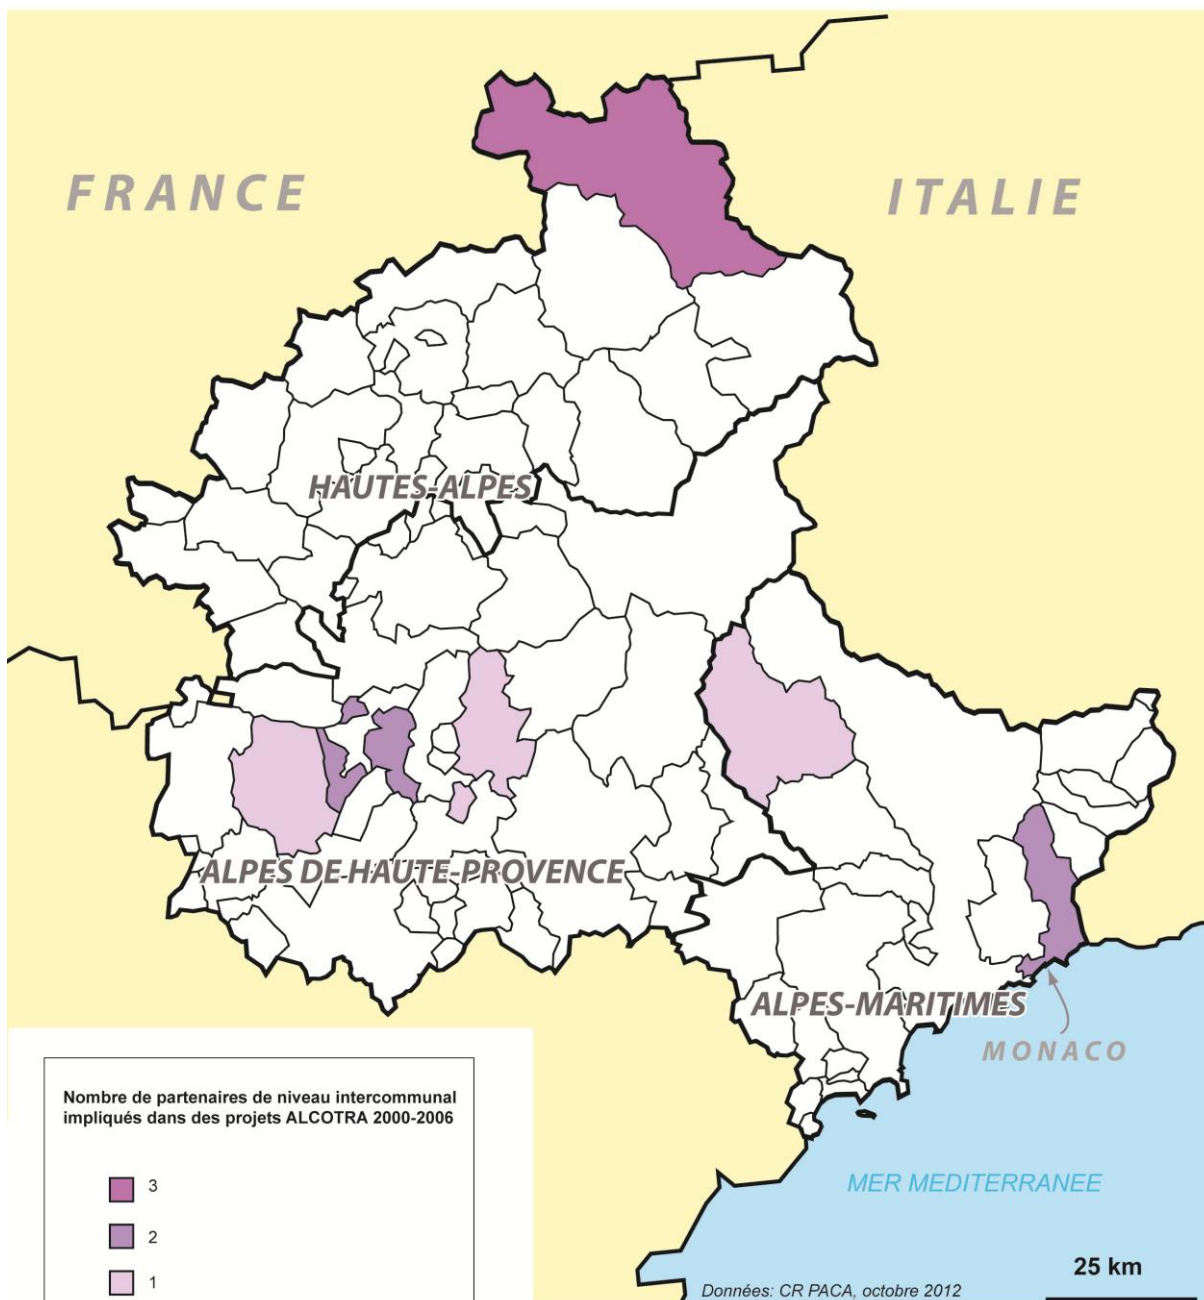 FRANCE
ITALIE
HAUTES-ALPES
ALPES DE HAUTE-PROVENCE
ALPES-MARITIMES
MONACO
Nombre de partenaires de niveau intercommunal
impliqués dans des projets ALCOTRA 2000-2006
3
2
1
MER MEDITERRANEE
25 km
Données: CR PACA, octobre 2012